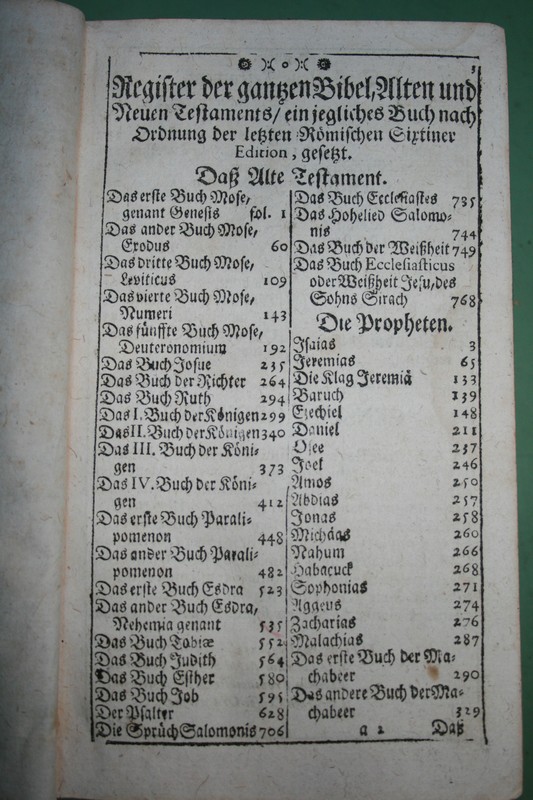 3
Register der gantzen Bibel, Alten und
Neuen Testaments/ ein jegliches Buch nach
Ordnung der letzten Römischen Sixtiner
Edition, gesetzt.
Daß Alte Testament.
Das erste Buch Mose,
genant Genesis fol. 1
Das ander Buch Mose,
Exodus 60
Das dritte Buch Mose,
Leviticus 109
Das vierte Buch Mose,
Numeri 143
Das fünffte Buch Mose,
Deuteronomium 192
Das Buch Josue 235
Das Buch der Richter 264
Das Buch Ruth 294
Das I. Buch der Königen 299
Das II. Buch der Königen 340
Das III. Buch der Köni-
gen 373
Das IV. Buch der Köni-
gen 412
Das erste Buch Parali-
pomenon 448
Das ander Buch Parali-
pomenon 482
Das erste Buch Esdra 523
Das ander Buch Esdra,
Nehemia genant 535
Das Buch Tobiæ 552
Das Buch Judith 564
Das Buch Esther 580
Das Buch Job 595
Der Psalter 628
Die Sprüch Salomonis 706
Das Buch Ecclesiastes 735
Das Hohelied Salomo-
nis 744
Das Buch der Weißheit 749
Das Buch Ecclesiasticus
oder Weißheit Jesu, des
Sohns Sirach 768
Die Propheten.
Isaias 3
Jeremias 65
Die Klag Jeremiä 133
Baruch 139
Ezechiel 148
Daniel 211
Osee 237
Joel 246
Amos 250
Abdias 257
Jonas 258
Michäas 260
Nahum 266
Habacuck 268
Sophonias 271
Aggeus 274
Zacharias 276
Malachias 287
Das erste Buch der Ma-
chabeer 290
Das andere Buch der Ma-
chabeer 329
a 2 Daß